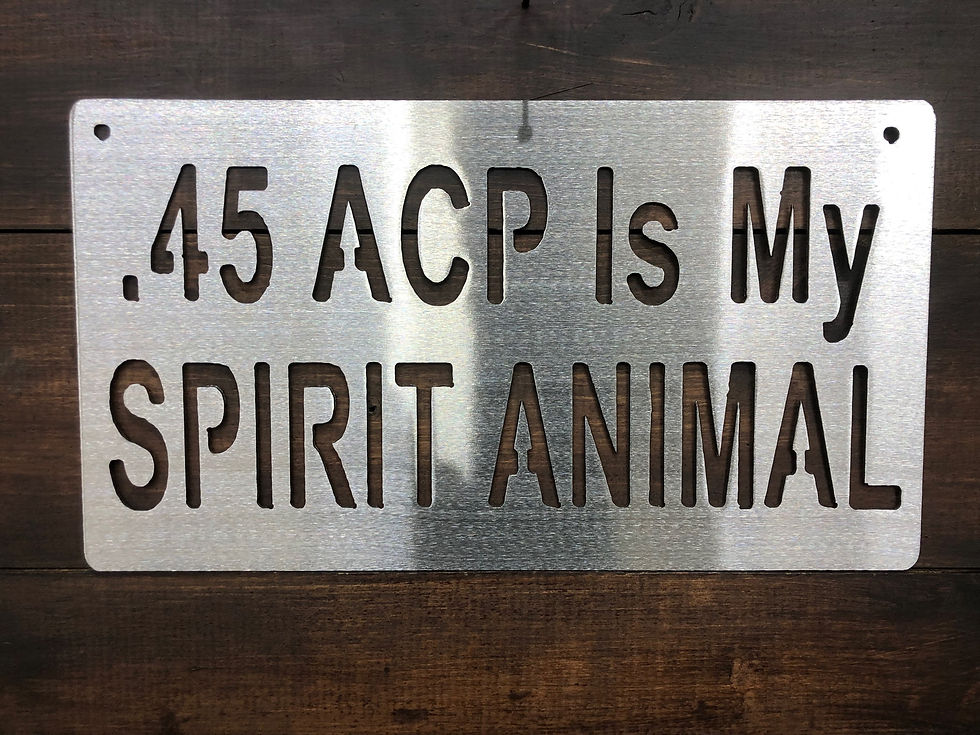 .45 ACP Is My
SPIRIT ANIMAL